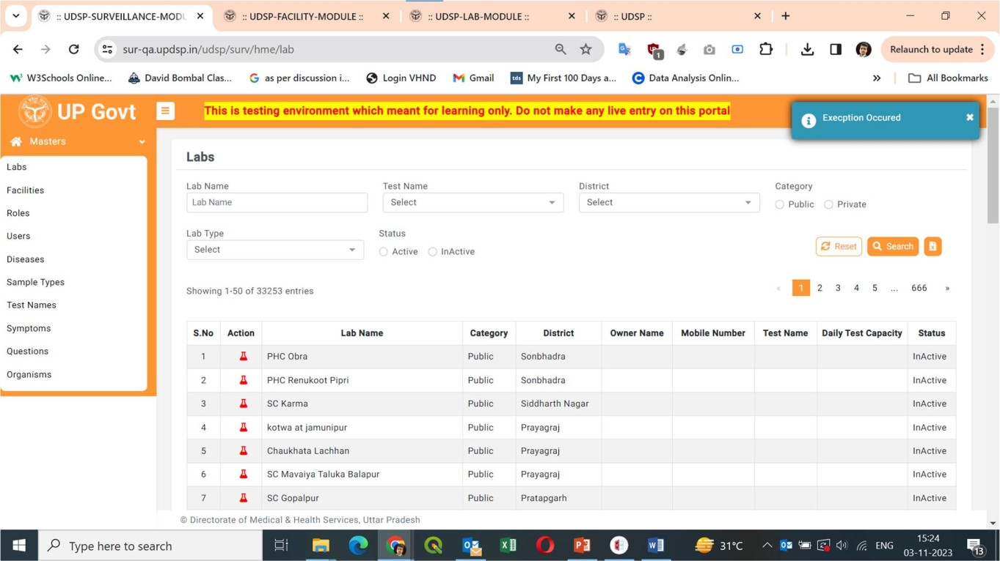 :: UDSP-SURVEILLANCE-MODU
:: UDSP-FACILITY-MODULE ::
:: UDSP-LAB-MODULE ::
:: UDSP ::
sur-qa.updsp.in/udsp/surv/hme/lab
1
Relaunch to update
W3Schools Online...
David Bombal Clas...
as per discussion i...
Login VHND
Gmail
tds
My First 100 Days a...
Data Analysis Onlin...
All Bookmarks
UP Govt
This is testing environment which meant for learning only. Do not make any live entry on this portal
Execption Occured
Masters
Labs
Facilities
Roles
Users
Diseases
Sample Types
Test Names
Symptoms
Questions
Organisms
Labs
Lab Name
Test Name
District
Category
Lab Name
Select
Select
Public
Private
Lab Type
Status
Select
Active
InActive
Reset
Search
Showing 1-50 of 33253 entries
« 1 2 3 4 5 ... 666 »
S.No Action Lab Name Category District Owner Name Mobile Number Test Name Daily Test Capacity Status
1 PHC Obra Public Sonbhadra InActive
2 PHC Renukoot Pipri Public Sonbhadra InActive
3 SC Karma Public Siddharth Nagar InActive
4 kotwa at jamunipur Public Prayagraj InActive
5 Chaukhata Lachhan Public Prayagraj InActive
6 SC Mavaiya Taluka Balapur Public Prayagraj InActive
7 SC Gopalpur Public Pratapgarh InActive
© Directorate of Medical & Health Services, Uttar Pradesh
Type here to search
31°C
ENG
15:24
03-11-2023
13